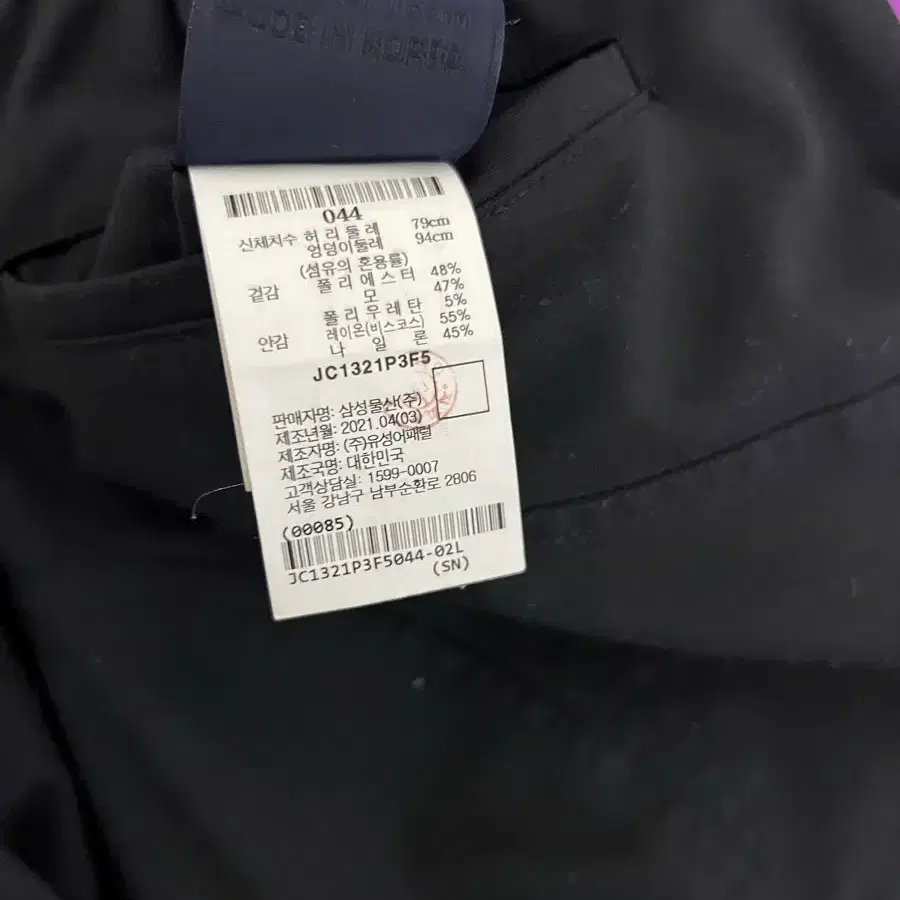 044
신체치수 허리둘레 79cm
엉덩이둘레 94cm
(섬유의 혼용률)
겉감 폴리에스터 48%
모 47%
폴리우레탄 5%
안감 레이온(비스코스) 55%
나일론 45%
JC1321P3F5
판매자명: 삼성물산(주)
제조년월: 2021.04(03)
제조자명: (주)유성어패럴
제조국명: 대한민국
고객상담실: 1599-0007
서울 강남구 남부순환로 2806
(00085)
JC1321P3F5044-02L
(SN)